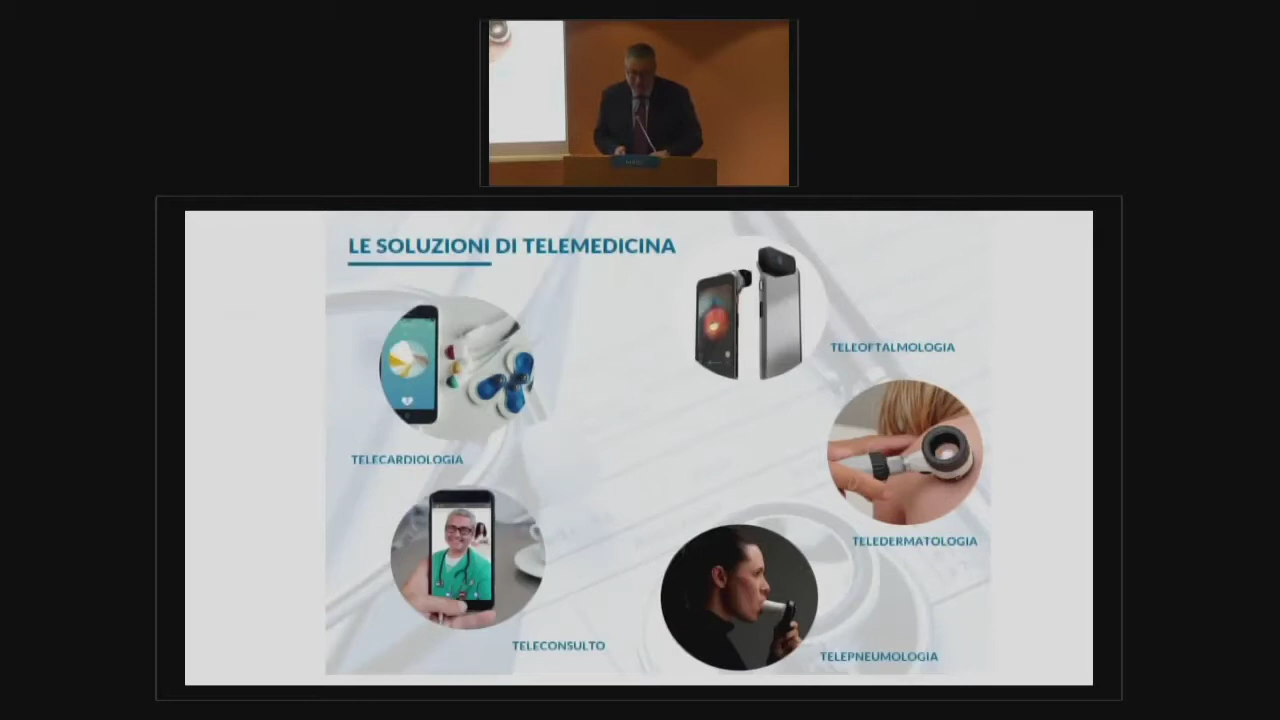 LE SOLUZIONI DI TELEMEDICINA
TELEOFTALMOLOGIA
TELECARDIOLOGIA
TELEDERMATOLOGIA
TELECONSULTO
TELEPNEUMOLOGIA